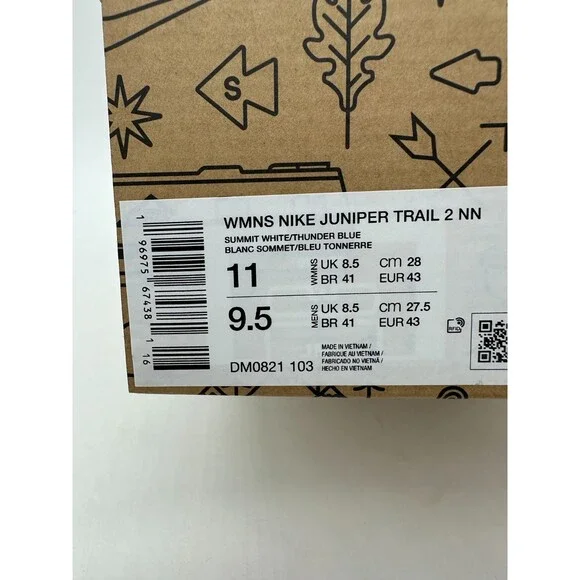 S
WMNS NIKE JUNIPER TRAIL 2 NN
SUMMIT WHITE/THUNDER BLUE
BLANC SOMMET/BLEU TONNERRE
11 WMNS UK 8.5 cm 28
BR 41 EUR 43
9.5 MENS UK 8.5 cm 27.5
BR 41 EUR 43
DM0821 103
MADE IN VIETNAM /
FABRIQUÉ AU VIETNAM /
FABRICADO NO VIETNÃ /
HECHO EN VIETNAM
RFID
1 96975 67438 1 16